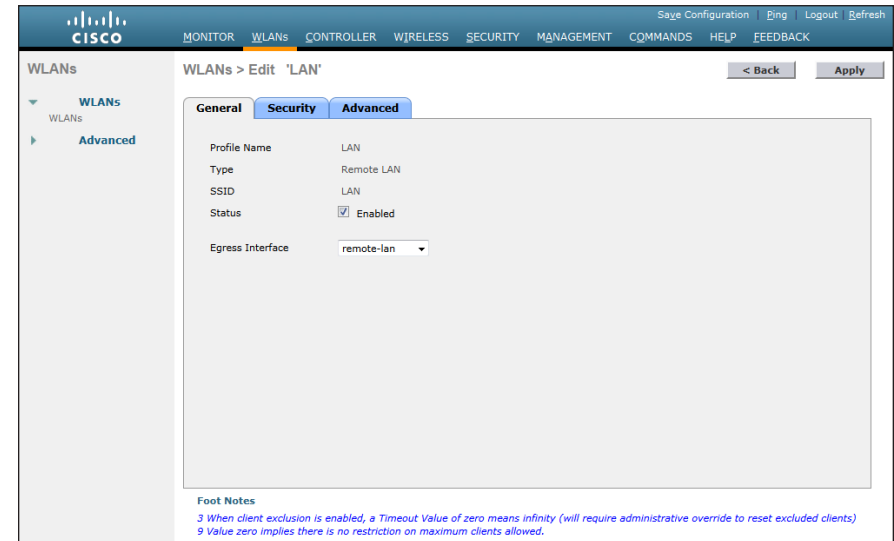 Save Configuration | Ping | Logout | Refresh
CISCO
MONITOR WLANs CONTROLLER WIRELESS SECURITY MANAGEMENT COMMANDS HELP FEEDBACK
WLANs
WLANs
WLANs
Advanced
WLANs > Edit 'LAN'
< Back
Apply
General Security Advanced
Profile Name LAN
Type Remote LAN
SSID LAN
Status Enabled
Egress Interface remote-lan
Foot Notes
3 When client exclusion is enabled, a Timeout Value of zero means infinity (will require administrative override to reset excluded clients)
9 Value zero implies there is no restriction on maximum clients allowed.